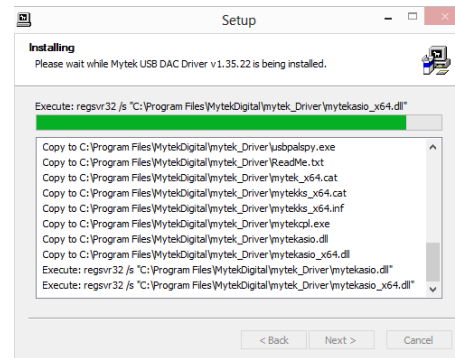 Setup
Installing
Please wait while Mytek USB DAC Driver v1.35.22 is being installed.
Execute: regsvr32 /s "C:\Program Files\MytekDigital\mytek_Driver\mytekasio_x64.dll"
Copy to C:\Program Files\MytekDigital\mytek_Driver\usbpalspy.exe
Copy to C:\Program Files\MytekDigital\mytek_Driver\ReadMe.txt
Copy to C:\Program Files\MytekDigital\mytek_Driver\mytek_x64.cat
Copy to C:\Program Files\MytekDigital\mytek_Driver\mytekks_x64.cat
Copy to C:\Program Files\MytekDigital\mytek_Driver\mytekks_x64.inf
Copy to C:\Program Files\MytekDigital\mytek_Driver\mytekcpl.exe
Copy to C:\Program Files\MytekDigital\mytek_Driver\mytekasio.dll
Copy to C:\Program Files\MytekDigital\mytek_Driver\mytekasio_x64.dll
Execute: regsvr32 /s "C:\Program Files\MytekDigital\mytek_Driver\mytekasio.dll"
Execute: regsvr32 /s "C:\Program Files\MytekDigital\mytek_Driver\mytekasio_x64.dll"
< Back Next > Cancel